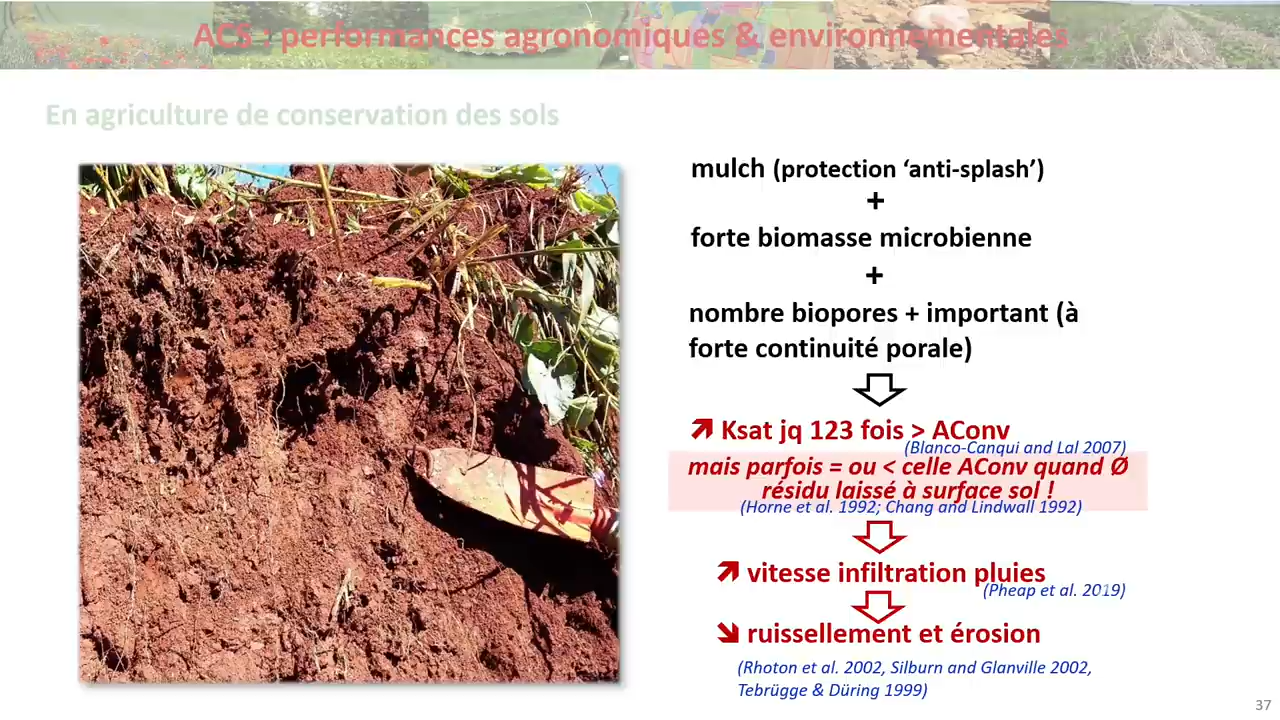 ACS : performances agronomiques & environnementales
En agriculture de conservation des sols
mulch (protection ‘anti-splash’)
+
forte biomasse microbienne
+
nombre biopores + important (à
forte continuité porale)
↗ Ksat jq 123 fois > AConv
(Blanco-Canqui and Lal 2007)
mais parfois = ou < celle AConv quand Ø
résidu laissé à surface sol !
(Horne et al. 1992; Chang and Lindwall 1992)
↗ vitesse infiltration pluies
(Pheap et al. 2019)
↘ ruissellement et érosion
(Rhoton et al. 2002, Silburn and Glanville 2002,
Tebrügge & Düring 1999)
37